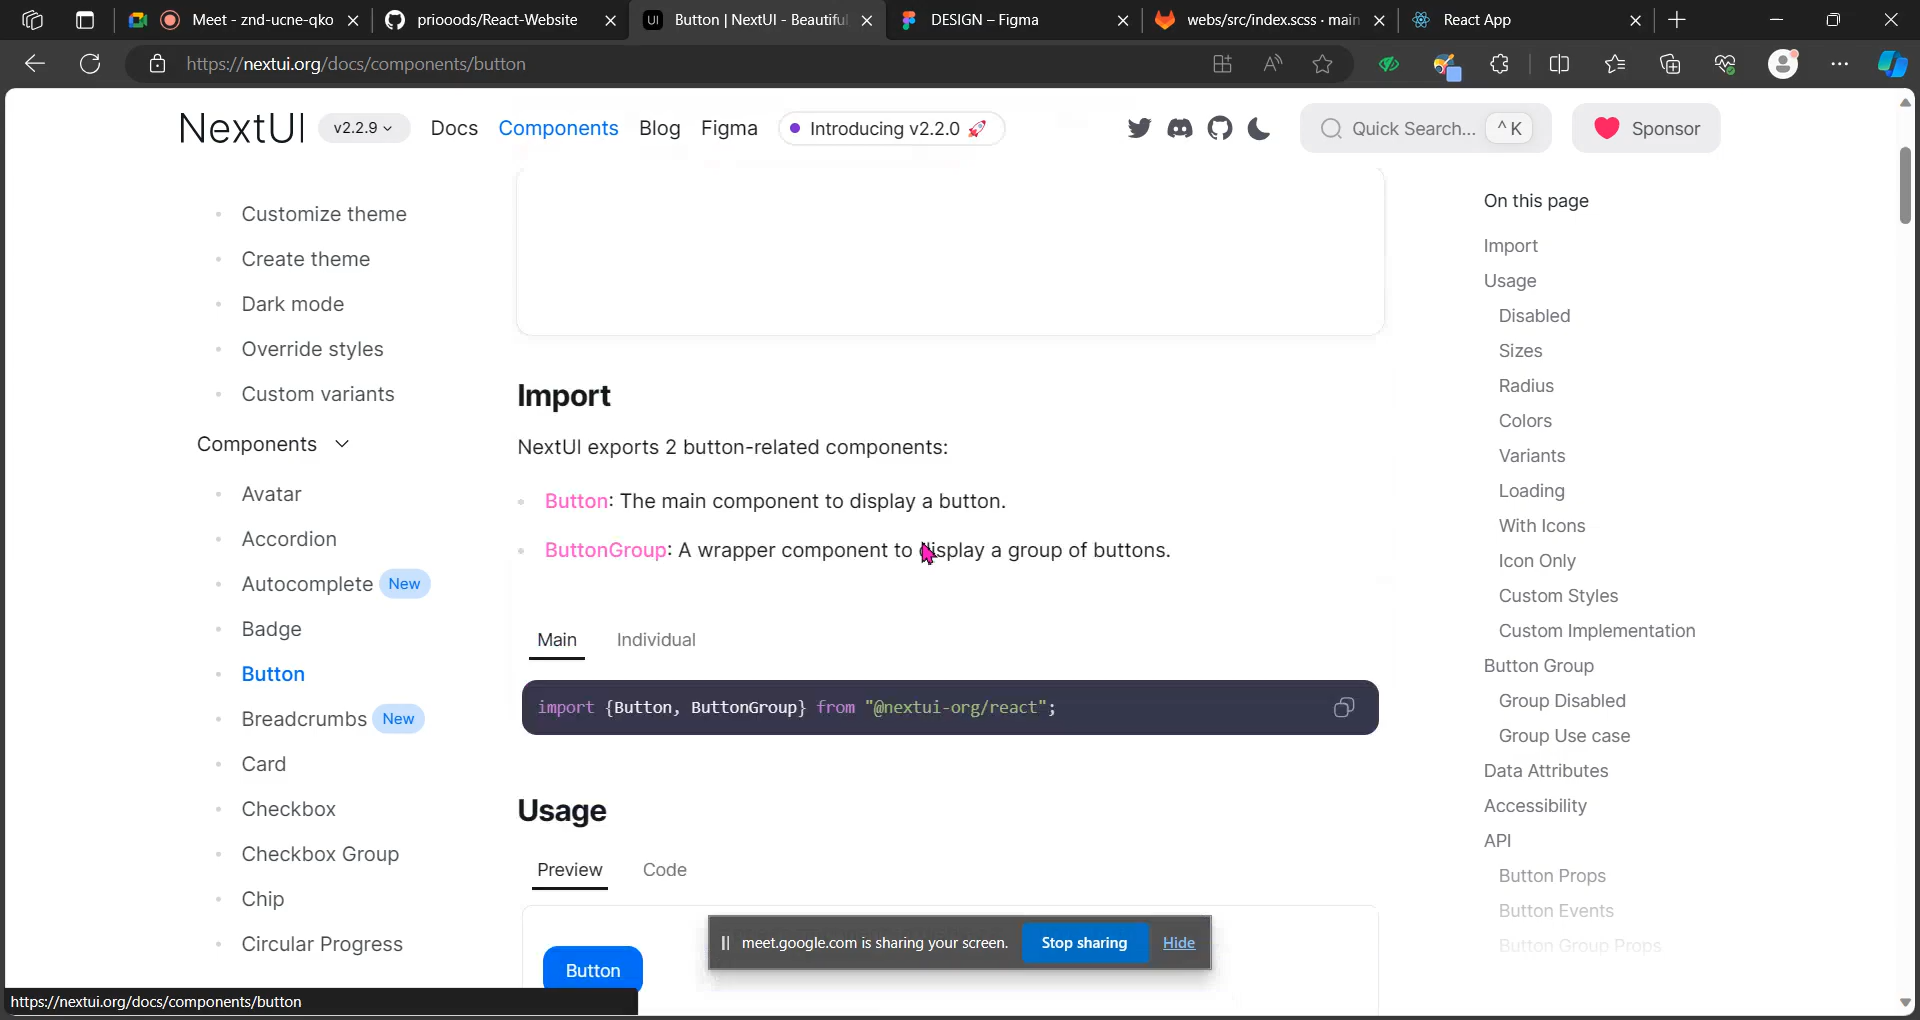 Meet - znd-ucne-qko
priooods/React-Website
Button | NextUI - Beautiful
DESIGN – Figma
webs/src/index.scss · main
React App
https://nextui.org/docs/components/button
NextUI
v2.2.9
Docs
Components
Blog
Figma
Introducing v2.2.0 🚀
Quick Search...
^ K
Sponsor
Customize theme
Create theme
Dark mode
Override styles
Custom variants
Components
Avatar
Accordion
Autocomplete New
Badge
Button
Breadcrumbs New
Card
Checkbox
Checkbox Group
Chip
Circular Progress
Import
NextUI exports 2 button-related components:
Button: The main component to display a button.
ButtonGroup: A wrapper component to display a group of buttons.
Main
Individual
import {Button, ButtonGroup} from "@nextui-org/react";
Usage
Preview
Code
Button
On this page
Import
Usage
Disabled
Sizes
Radius
Colors
Variants
Loading
With Icons
Icon Only
Custom Styles
Custom Implementation
Button Group
Group Disabled
Group Use case
Data Attributes
Accessibility
API
Button Props
Button Events
Button Group Props
meet.google.com is sharing your screen.
Stop sharing
Hide
https://nextui.org/docs/components/button